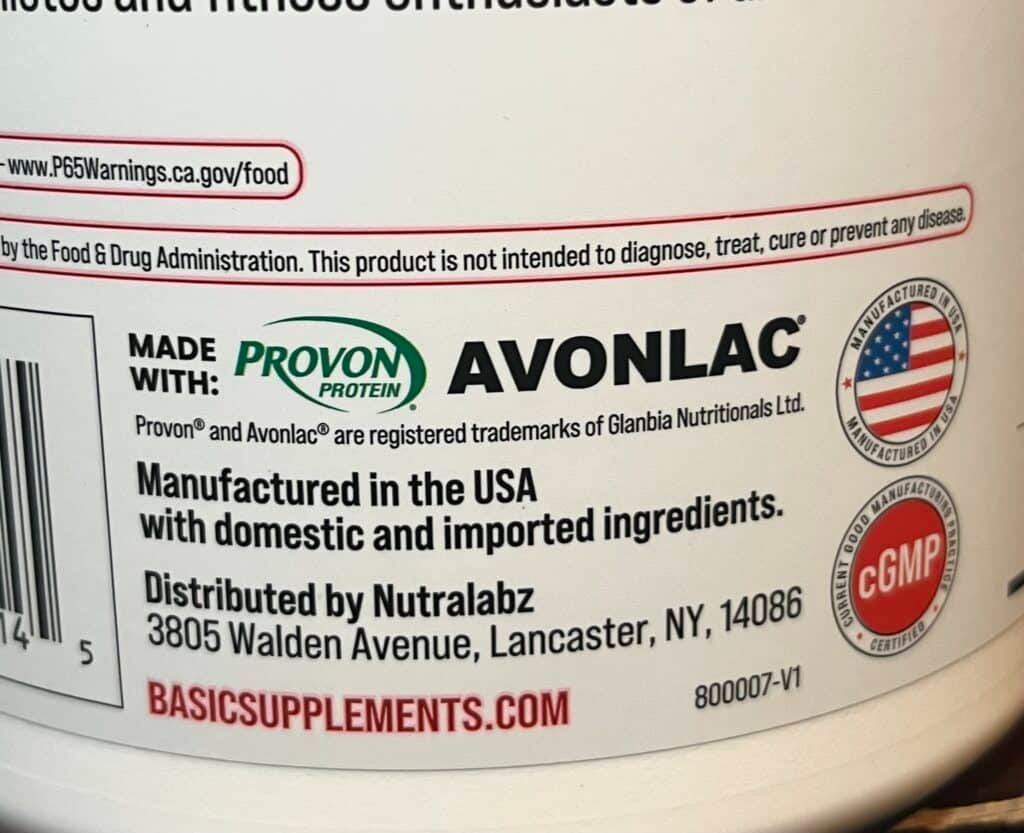 and fitness enthusiasts
-www.P65Warnings.ca.gov/food
by the Food & Drug Administration. This product is not intended to diagnose, treat, cure or prevent any disease.
MADE
WITH:
PROVON
PROTEIN®
AVONLAC®
Provon® and Avonlac® are registered trademarks of Glanbia Nutritionals Ltd.
MANUFACTURED IN USA
MANUFACTURED IN USA
Manufactured in the USA
with domestic and imported ingredients.
CURRENT GOOD MANUFACTURING PRACTICE
cGMP
CERTIFIED
Distributed by Nutralabz
3805 Walden Avenue, Lancaster, NY, 14086
14 5
BASICSUPPLEMENTS.COM
800007-V1